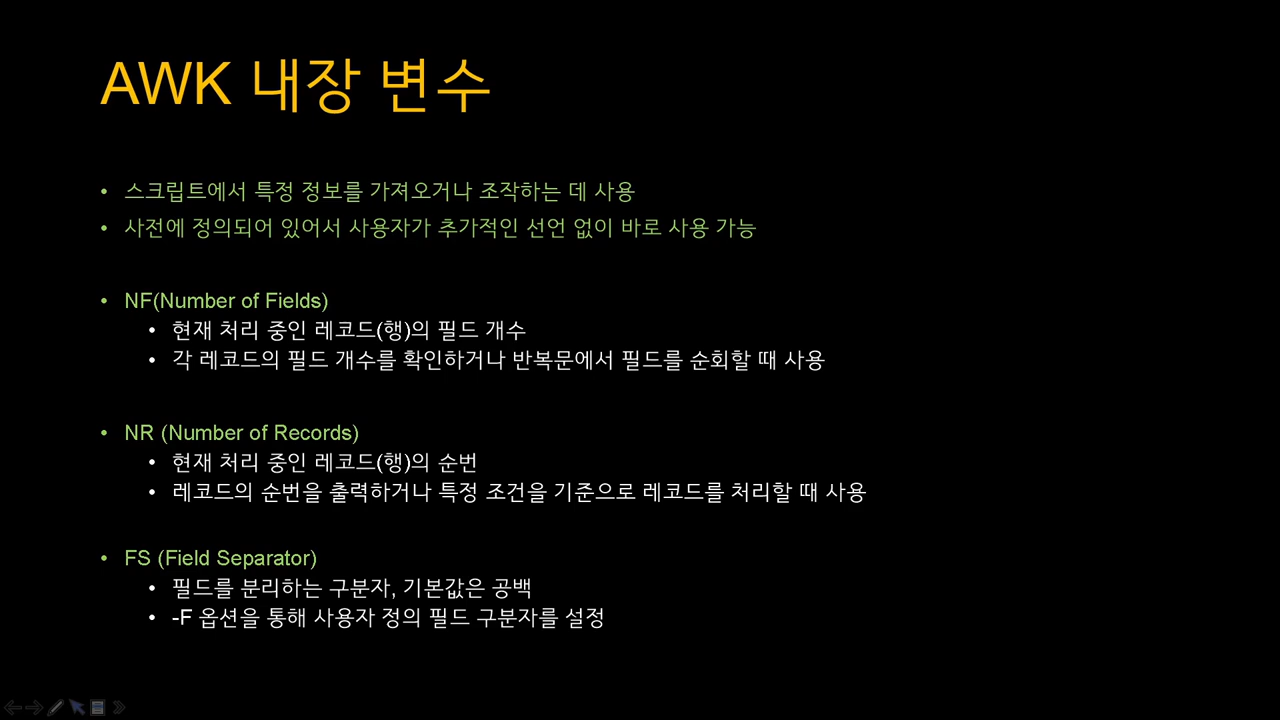 AWK 내장 변수
• 스크립트에서 특정 정보를 가져오거나 조작하는 데 사용
• 사전에 정의되어 있어서 사용자가 추가적인 선언 없이 바로 사용 가능
• NF(Number of Fields)
• 현재 처리 중인 레코드(행)의 필드 개수
• 각 레코드의 필드 개수를 확인하거나 반복문에서 필드를 순회할 때 사용
• NR (Number of Records)
• 현재 처리 중인 레코드(행)의 순번
• 레코드의 순번을 출력하거나 특정 조건을 기준으로 레코드를 처리할 때 사용
• FS (Field Separator)
• 필드를 분리하는 구분자, 기본값은 공백
• -F 옵션을 통해 사용자 정의 필드 구분자를 설정